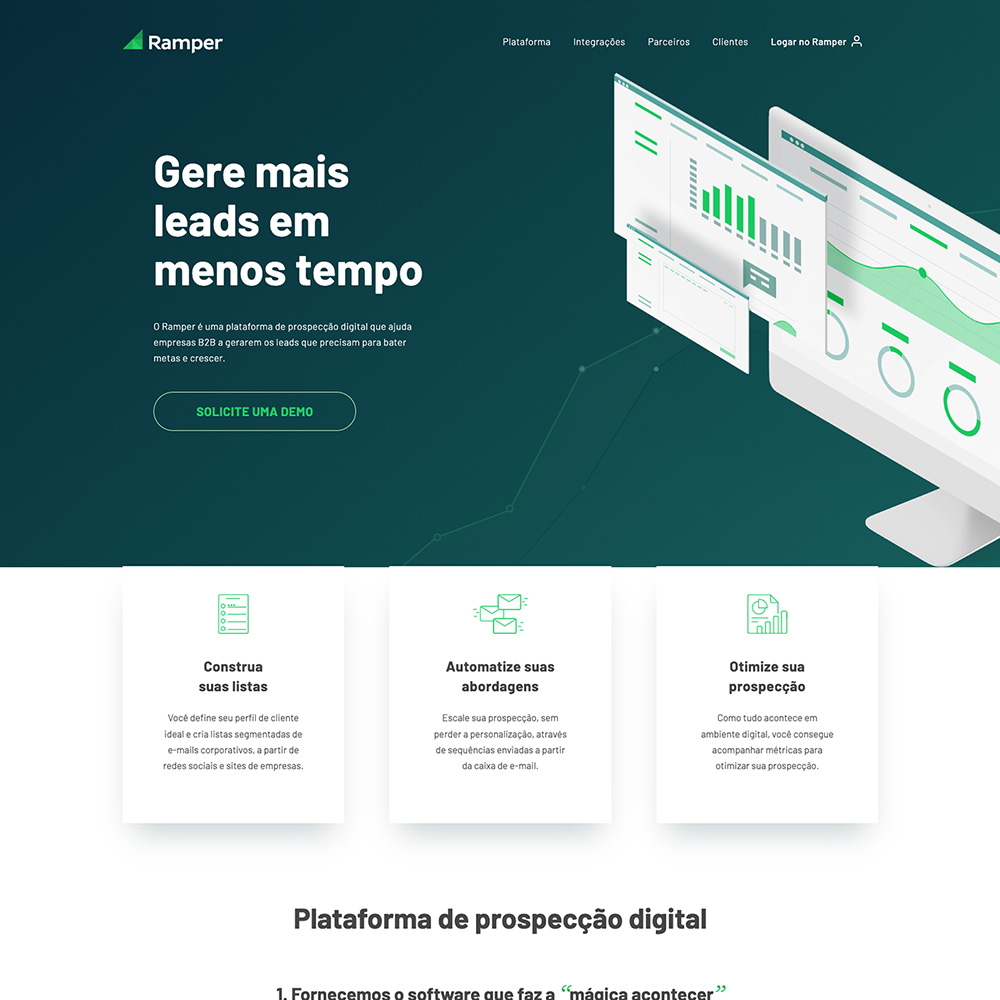 Ramper
Plataforma Integrações Parceiros Clientes Logar no Ramper
Gere mais
leads em
menos tempo
O Ramper é uma plataforma de prospecção digital que ajuda
empresas B2B a gerarem os leads que precisam para bater
metas e crescer.
SOLICITE UMA DEMO
Construa
suas listas
Você define seu perfil de cliente
ideal e cria listas segmentadas de
e-mails corporativos, a partir de
redes sociais e sites de empresas.
Automatize suas
abordagens
Escale sua prospecção, sem
perder a personalização, através
de sequências enviadas a partir
da caixa de e-mail.
Otimize sua
prospecção
Como tudo acontece em
ambiente digital, você consegue
acompanhar métricas para
otimizar sua prospecção.
Plataforma de prospecção digital
1. Fornecemos o software que faz a “mágica acontecer”